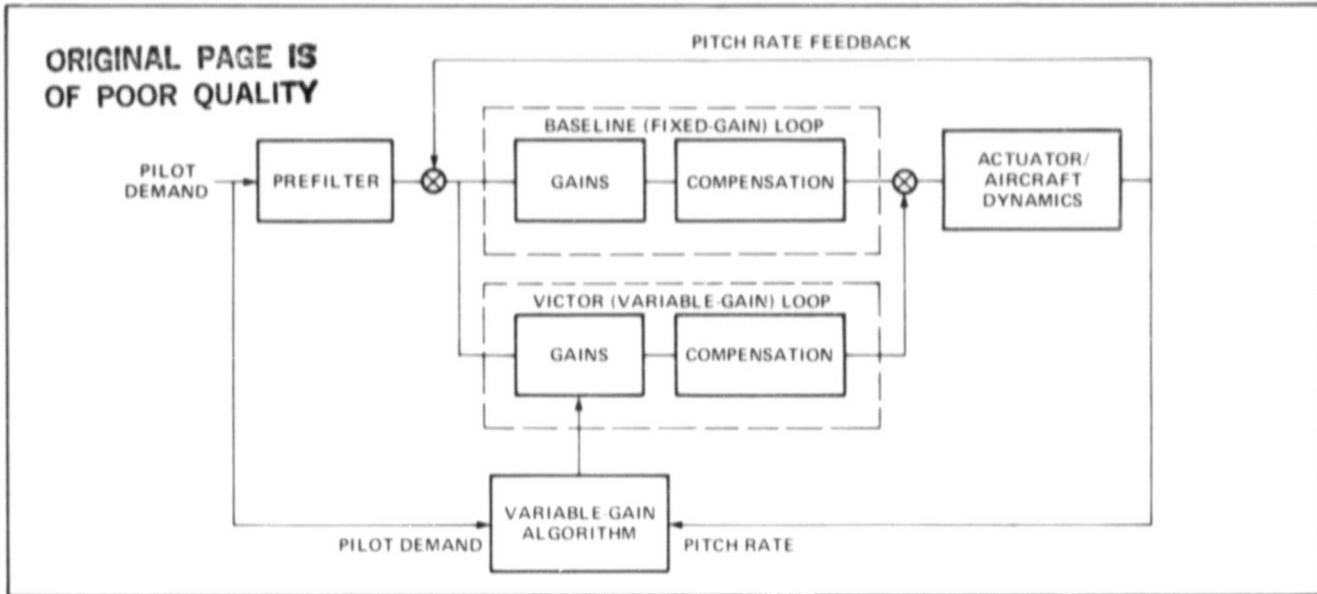 ORIGINAL PAGE IS
OF POOR QUALITY
PITCH RATE FEEDBACK
BASELINE (FIXED-GAIN) LOOP
PILOT
DEMAND
PREFILTER
GAINS
COMPENSATION
ACTUATOR/
AIRCRAFT
DYNAMICS
VICTOR (VARIABLE-GAIN) LOOP
GAINS
COMPENSATION
VARIABLE-GAIN
ALGORITHM
PILOT DEMAND
PITCH RATE